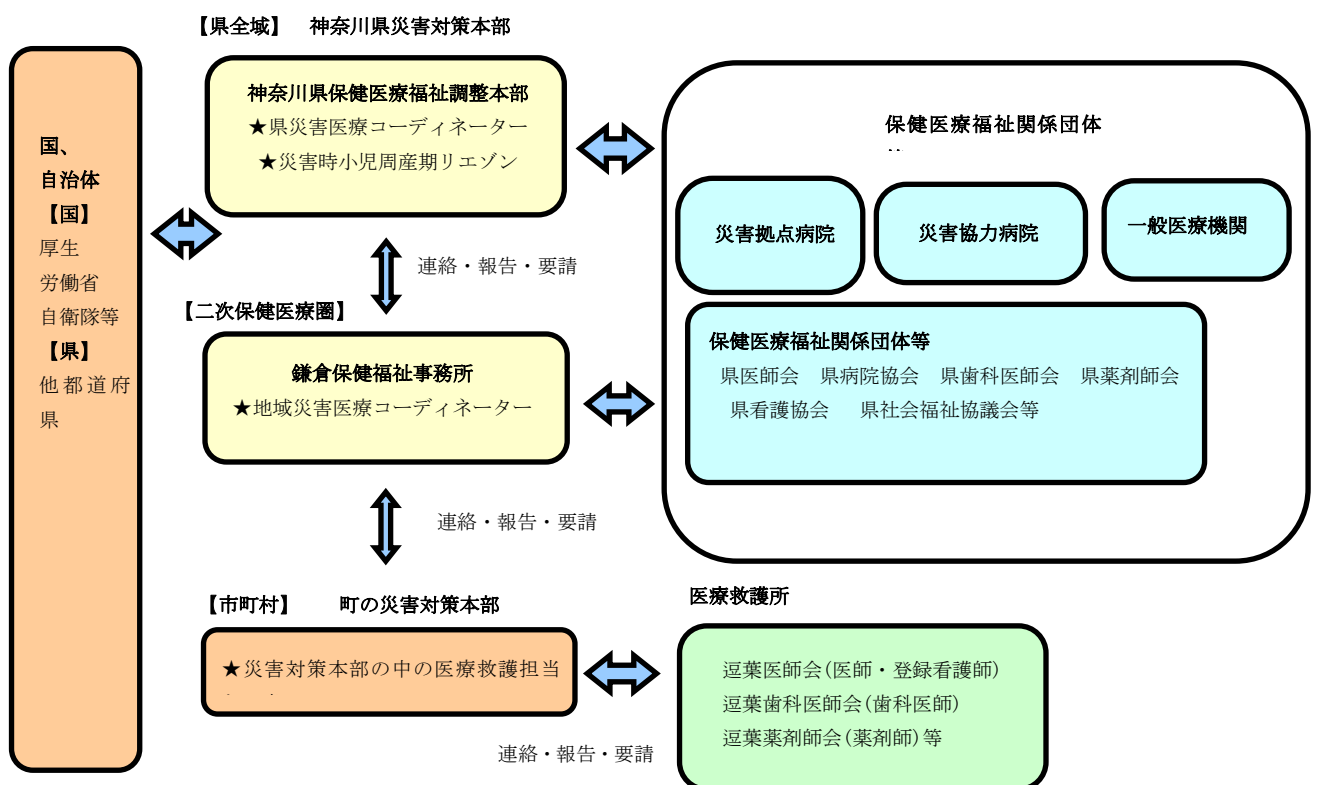 【県全域】　神奈川県災害対策本部
国、
自治体
【国】
厚生
労働省
自衛隊等
【県】
他都道府
県
神奈川県保健医療福祉調整本部
★県災害医療コーディネーター
★災害時小児周産期リエゾン
連絡・報告・要請
【二次保健医療圏】
鎌倉保健福祉事務所
★地域災害医療コーディネーター
連絡・報告・要請
保健医療福祉関係団体
災害拠点病院
災害協力病院
一般医療機関
保健医療福祉関係団体等
県医師会　県病院協会　県歯科医師会　県薬剤師会
県看護協会　県社会福祉協議会等
【市町村】　町の災害対策本部
★災害対策本部の中の医療救護担当
連絡・報告・要請
医療救護所
逗葉医師会(医師・登録看護師)
逗葉歯科医師会(歯科医師)
逗葉薬剤師会(薬剤師)等